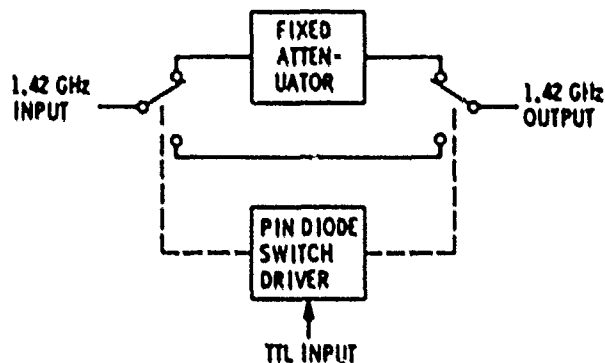 FIXED
ATTEN-
UATOR
1.42 GHz
INPUT
1.42 GHz
OUTPUT
PIN DIODE
SWITCH
DRIVER
TTL INPUT